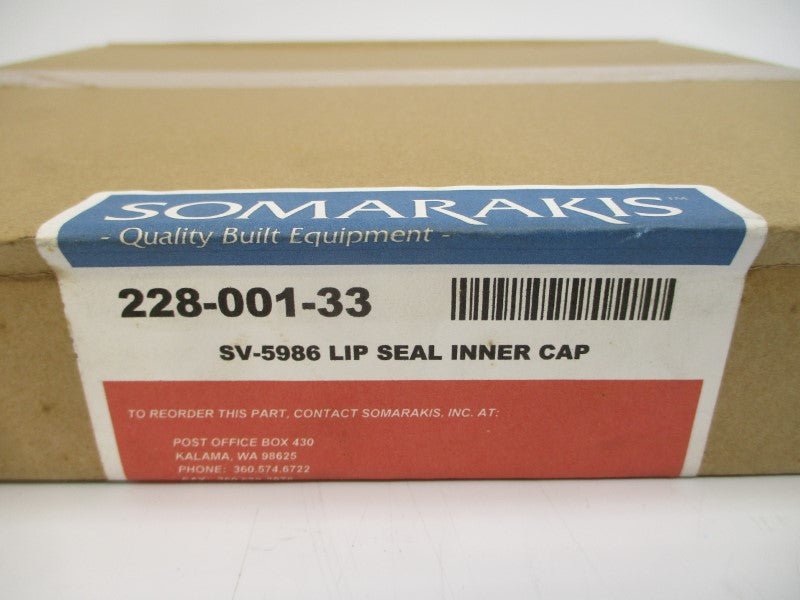 SOMARAKIS™
- Quality Built Equipment -
228-001-33
SV-5986 LIP SEAL INNER CAP
TO REORDER THIS PART, CONTACT SOMARAKIS, INC. AT:
POST OFFICE BOX 430
KALAMA, WA 98625
PHONE: 360.574.6722